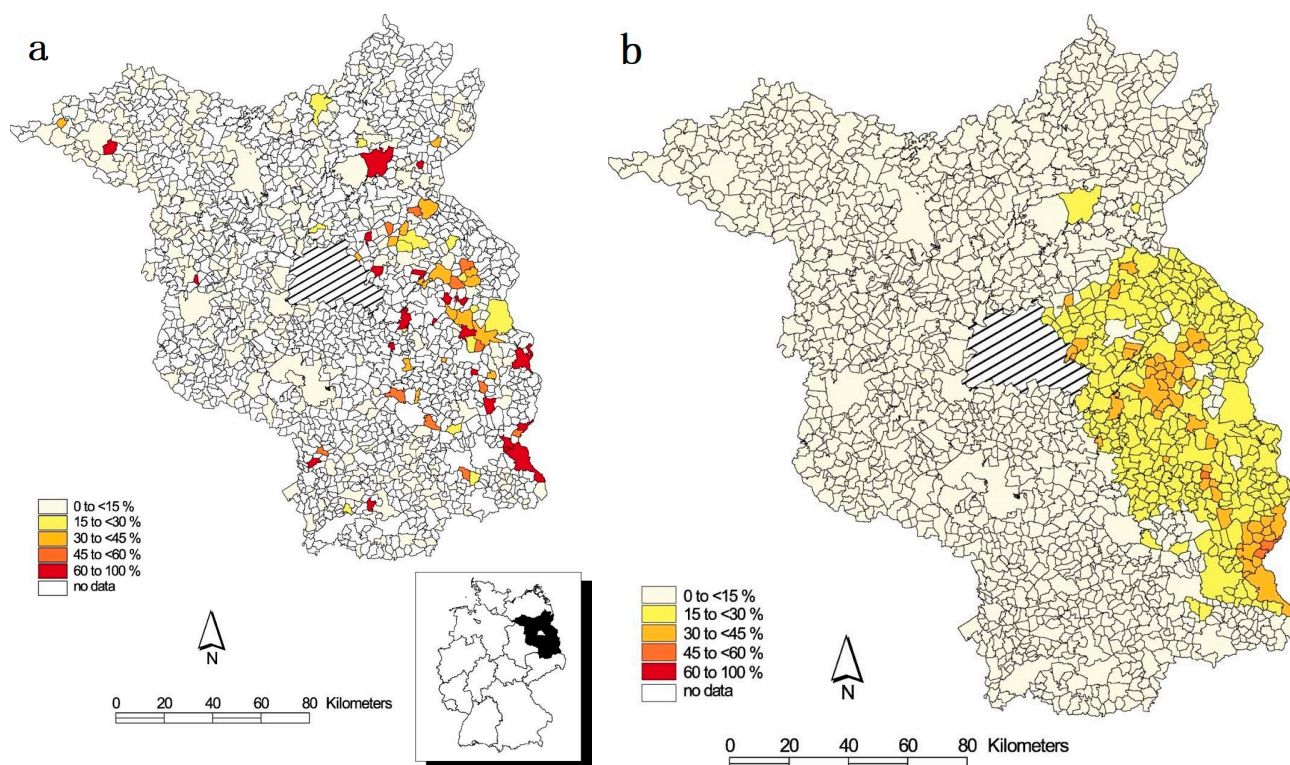 a
0 to <15 %
15 to <30 %
30 to <45 %
45 to <60 %
60 to 100 %
no data
N
0 20 40 60 80 Kilometers
b
0 to <15 %
15 to <30 %
30 to <45 %
45 to <60 %
60 to 100 %
no data
N
0 20 40 60 80 Kilometers